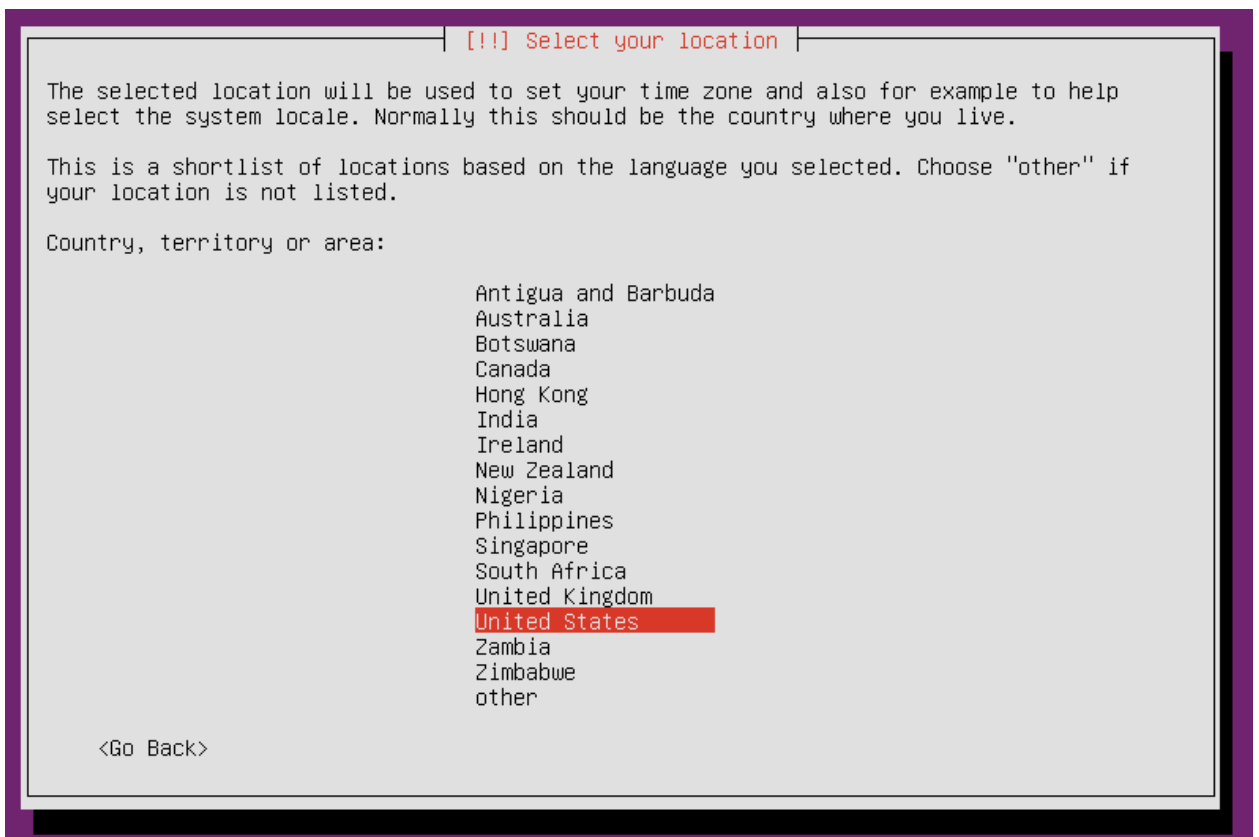 [!!] Select your location
The selected location will be used to set your time zone and also for example to help
select the system locale. Normally this should be the country where you live.
This is a shortlist of locations based on the language you selected. Choose "other" if
your location is not listed.
Country, territory or area:
Antigua and Barbuda
Australia
Botswana
Canada
Hong Kong
India
Ireland
New Zealand
Nigeria
Philippines
Singapore
South Africa
United Kingdom
United States
Zambia
Zimbabwe
other
<Go Back>